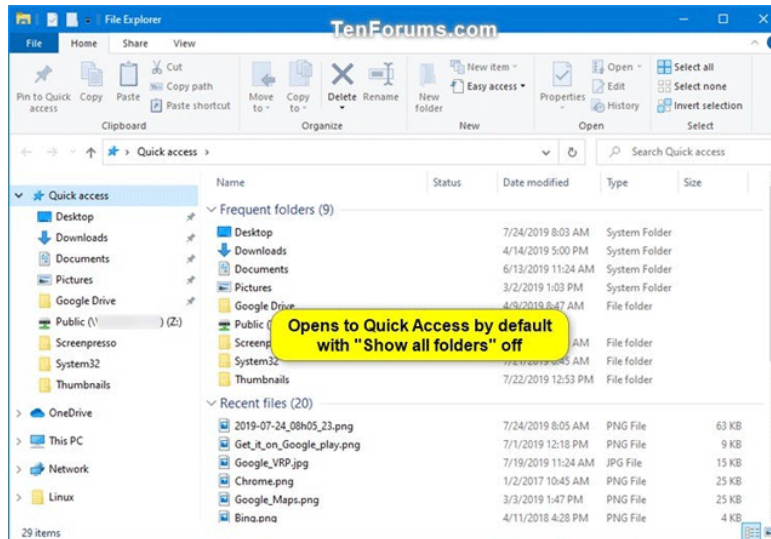 File Explorer
TenForums.com
File Home Share View
Pin to Quick access
Copy
Paste
Cut
Copy path
Paste shortcut
Clipboard
Move to
Copy to
Delete
Rename
Organize
New folder
New item
Easy access
New
Properties
Open
Edit
History
Open
Select all
Select none
Invert selection
Select
Quick access
Search Quick access
Quick access
Desktop
Downloads
Documents
Pictures
Google Drive
Public (\\ ) (Z:)
Screenpresso
System32
Thumbnails
OneDrive
This PC
Network
Linux
Name Status Date modified Type Size
Frequent folders (9)
Desktop 7/24/2019 8:03 AM System Folder
Downloads 4/14/2019 5:00 PM System Folder
Documents 6/13/2019 11:24 AM System Folder
Pictures 3/2/2019 1:03 PM System Folder
Google Drive 4/9/2019 8:47 AM File folder
Public (
Opens to Quick Access by default
with "Show all folders" off
AM File folder
System32 AM File folder
Thumbnails 7/22/2019 12:53 PM File folder
Recent files (20)
2019-07-24_08h05_23.png 7/24/2019 8:05 AM PNG File 63 KB
Get_it_on_Google_play.png 7/1/2019 12:18 PM PNG File 9 KB
Google_VRP.jpg 7/19/2019 11:24 AM JPG File 15 KB
Chrome.png 1/2/2017 10:45 AM PNG File 25 KB
Google_Maps.png 3/3/2019 1:47 PM PNG File 25 KB
Bing.png 4/11/2018 4:28 PM PNG File 4 KB
29 items